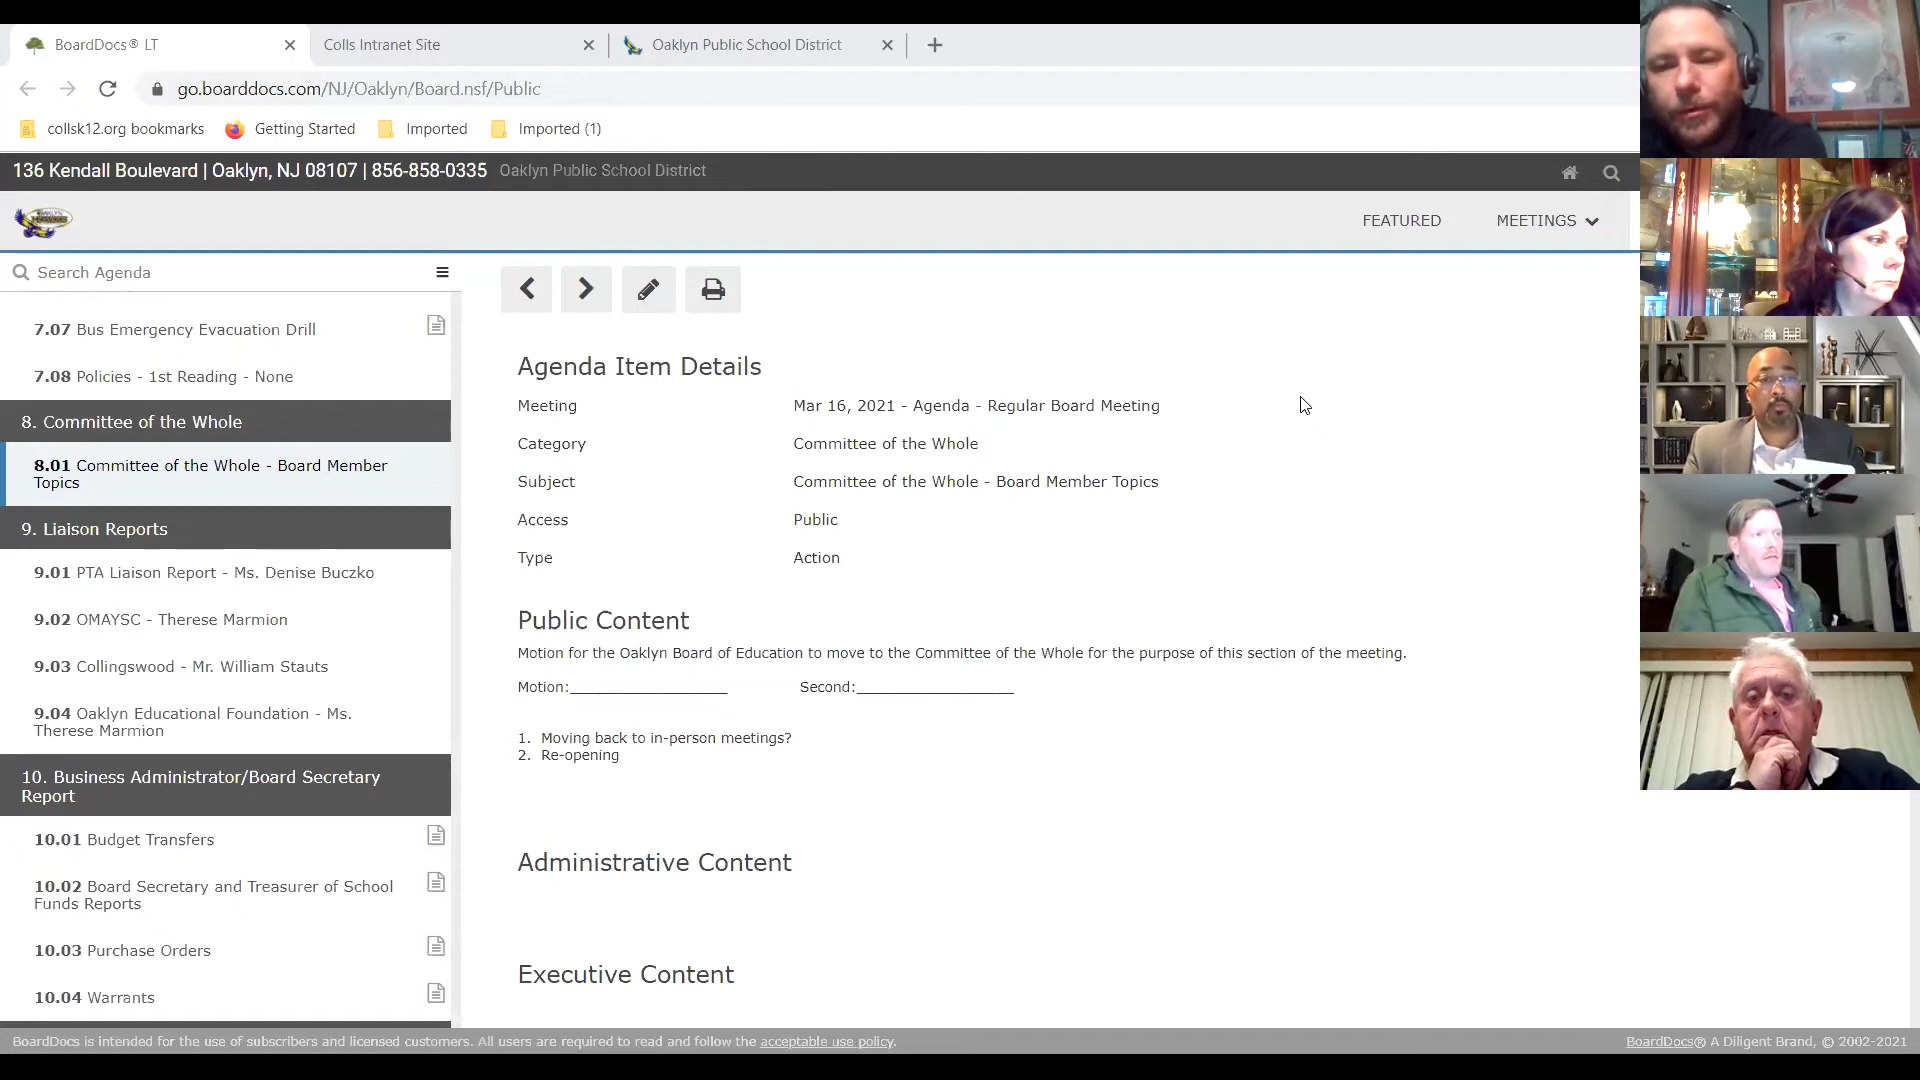 BoardDocs® LT
Colls Intranet Site
Oaklyn Public School District
go.boarddocs.com/NJ/Oaklyn/Board.nsf/Public
collsk12.org bookmarks
Getting Started
Imported
Imported (1)
136 Kendall Boulevard | Oaklyn, NJ 08107 | 856-858-0335
Oaklyn Public School District
FEATURED
MEETINGS
Search Agenda
7.07 Bus Emergency Evacuation Drill
7.08 Policies - 1st Reading - None
8. Committee of the Whole
8.01 Committee of the Whole - Board Member
Topics
9. Liaison Reports
9.01 PTA Liaison Report - Ms. Denise Buczko
9.02 OMAYSC - Therese Marmion
9.03 Collingswood - Mr. William Stauts
9.04 Oaklyn Educational Foundation - Ms.
Therese Marmion
10. Business Administrator/Board Secretary
Report
10.01 Budget Transfers
10.02 Board Secretary and Treasurer of School
Funds Reports
10.03 Purchase Orders
10.04 Warrants
Agenda Item Details
Meeting Mar 16, 2021 - Agenda - Regular Board Meeting
Category Committee of the Whole
Subject Committee of the Whole - Board Member Topics
Access Public
Type Action
Public Content
Motion for the Oaklyn Board of Education to move to the Committee of the Whole for the purpose of this section of the meeting.
Motion:___________________ Second:___________________
1. Moving back to in-person meetings?
2. Re-opening
Administrative Content
Executive Content
BoardDocs is intended for the use of subscribers and licensed customers. All users are required to read and follow the acceptable use policy.
BoardDocs® A Diligent Brand, © 2002-2021